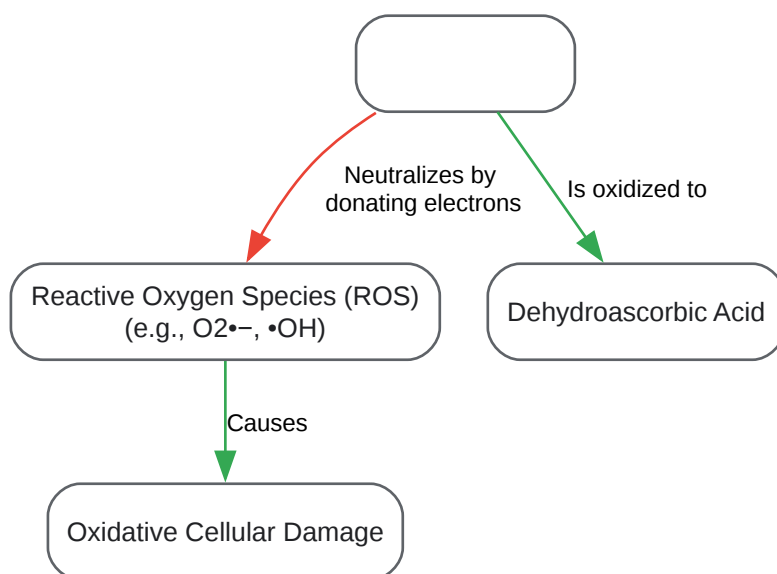 Neutralizes by
donating electrons
Is oxidized to
Reactive Oxygen Species (ROS)
(e.g., O2•−, •OH)
Dehydroascorbic Acid
Causes
Oxidative Cellular Damage